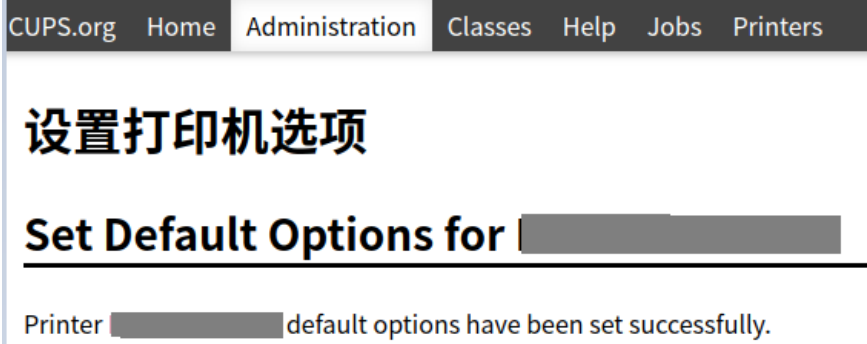 CUPS.org Home Administration Classes Help Jobs Printers
设置打印机选项
Set Default Options for
Printer default options have been set successfully.